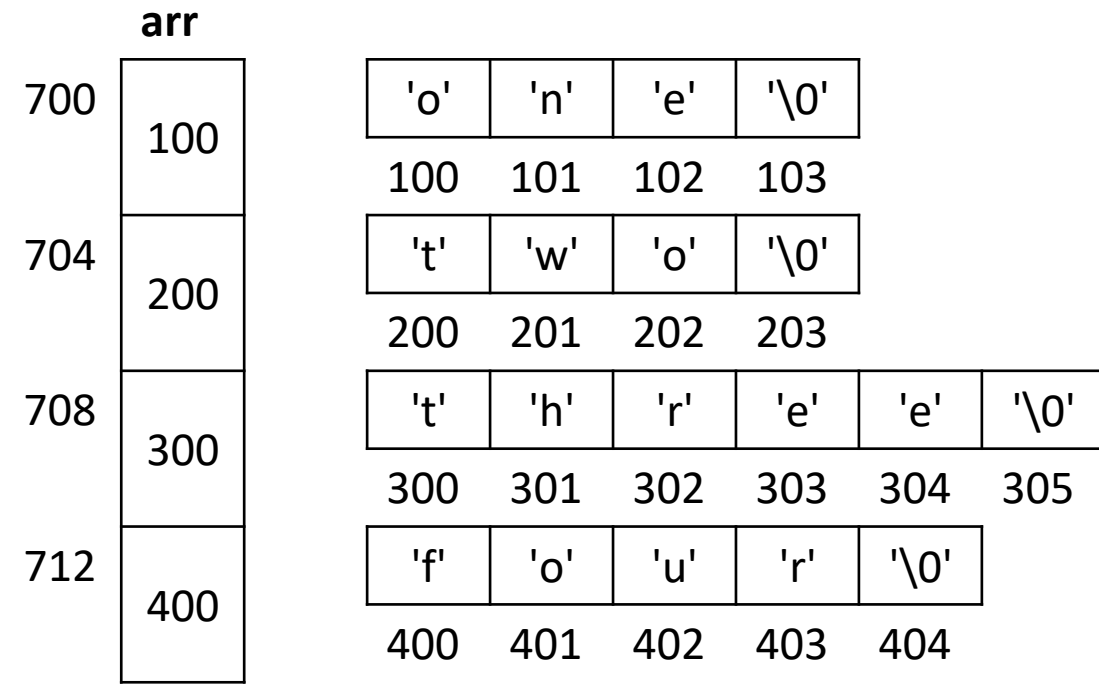 arr
700 100 'o' 'n' 'e' '\0'
100 101 102 103
704 200 't' 'w' 'o' '\0'
200 201 202 203
708 300 't' 'h' 'r' 'e' 'e' '\0'
300 301 302 303 304 305
712 400 'f' 'o' 'u' 'r' '\0'
400 401 402 403 404